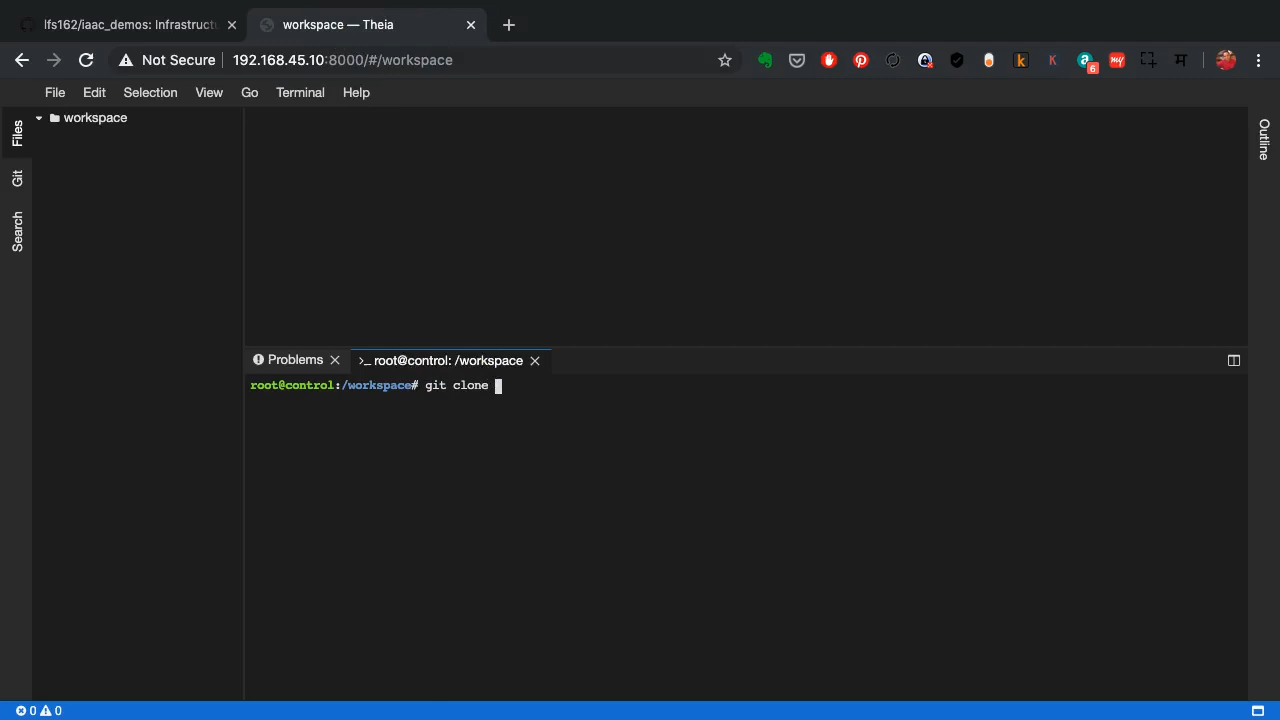 lfs162/iaac_demos: Infrastructu
workspace — Theia
Not Secure
192.168.45.10:8000/#/workspace
6
File Edit Selection View Go Terminal Help
Files
Git
Search
workspace
Outline
Problems
>_ root@control: /workspace
root@control:/workspace# git clone
0 0